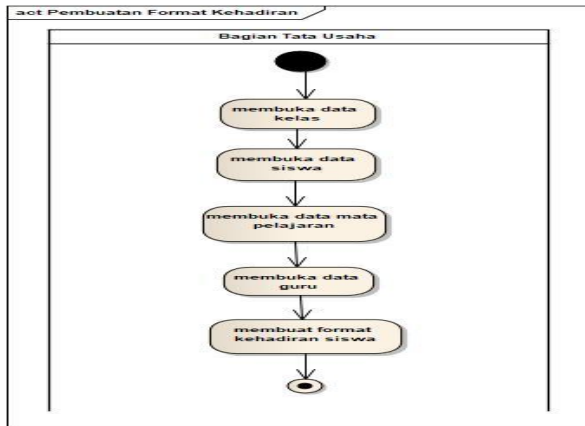 act Pembuatan Format Kehadiran
Bagian Tata Usaha
membuka data
kelas
membuka data
siswa
membuka data mata
pelajaran
membuka data
guru
membuat format
kehadiran siswa